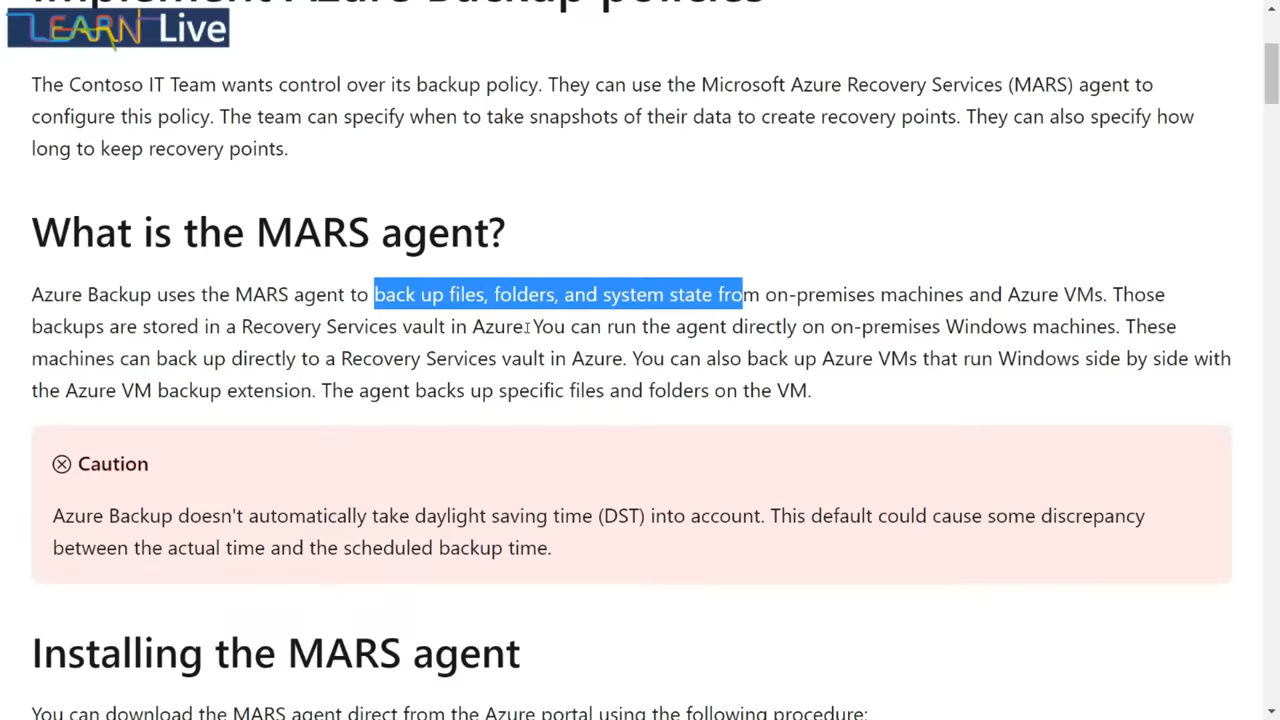 Implement Azure Backup policies
LEARN Live
The Contoso IT Team wants control over its backup policy. They can use the Microsoft Azure Recovery Services (MARS) agent to
configure this policy. The team can specify when to take snapshots of their data to create recovery points. They can also specify how
long to keep recovery points.
What is the MARS agent?
Azure Backup uses the MARS agent to back up files, folders, and system state from on-premises machines and Azure VMs. Those
backups are stored in a Recovery Services vault in Azure. You can run the agent directly on on-premises Windows machines. These
machines can back up directly to a Recovery Services vault in Azure. You can also back up Azure VMs that run Windows side by side with
the Azure VM backup extension. The agent backs up specific files and folders on the VM.
Caution
Azure Backup doesn't automatically take daylight saving time (DST) into account. This default could cause some discrepancy
between the actual time and the scheduled backup time.
Installing the MARS agent
You can download the MARS agent direct from the Azure portal using the following procedure: